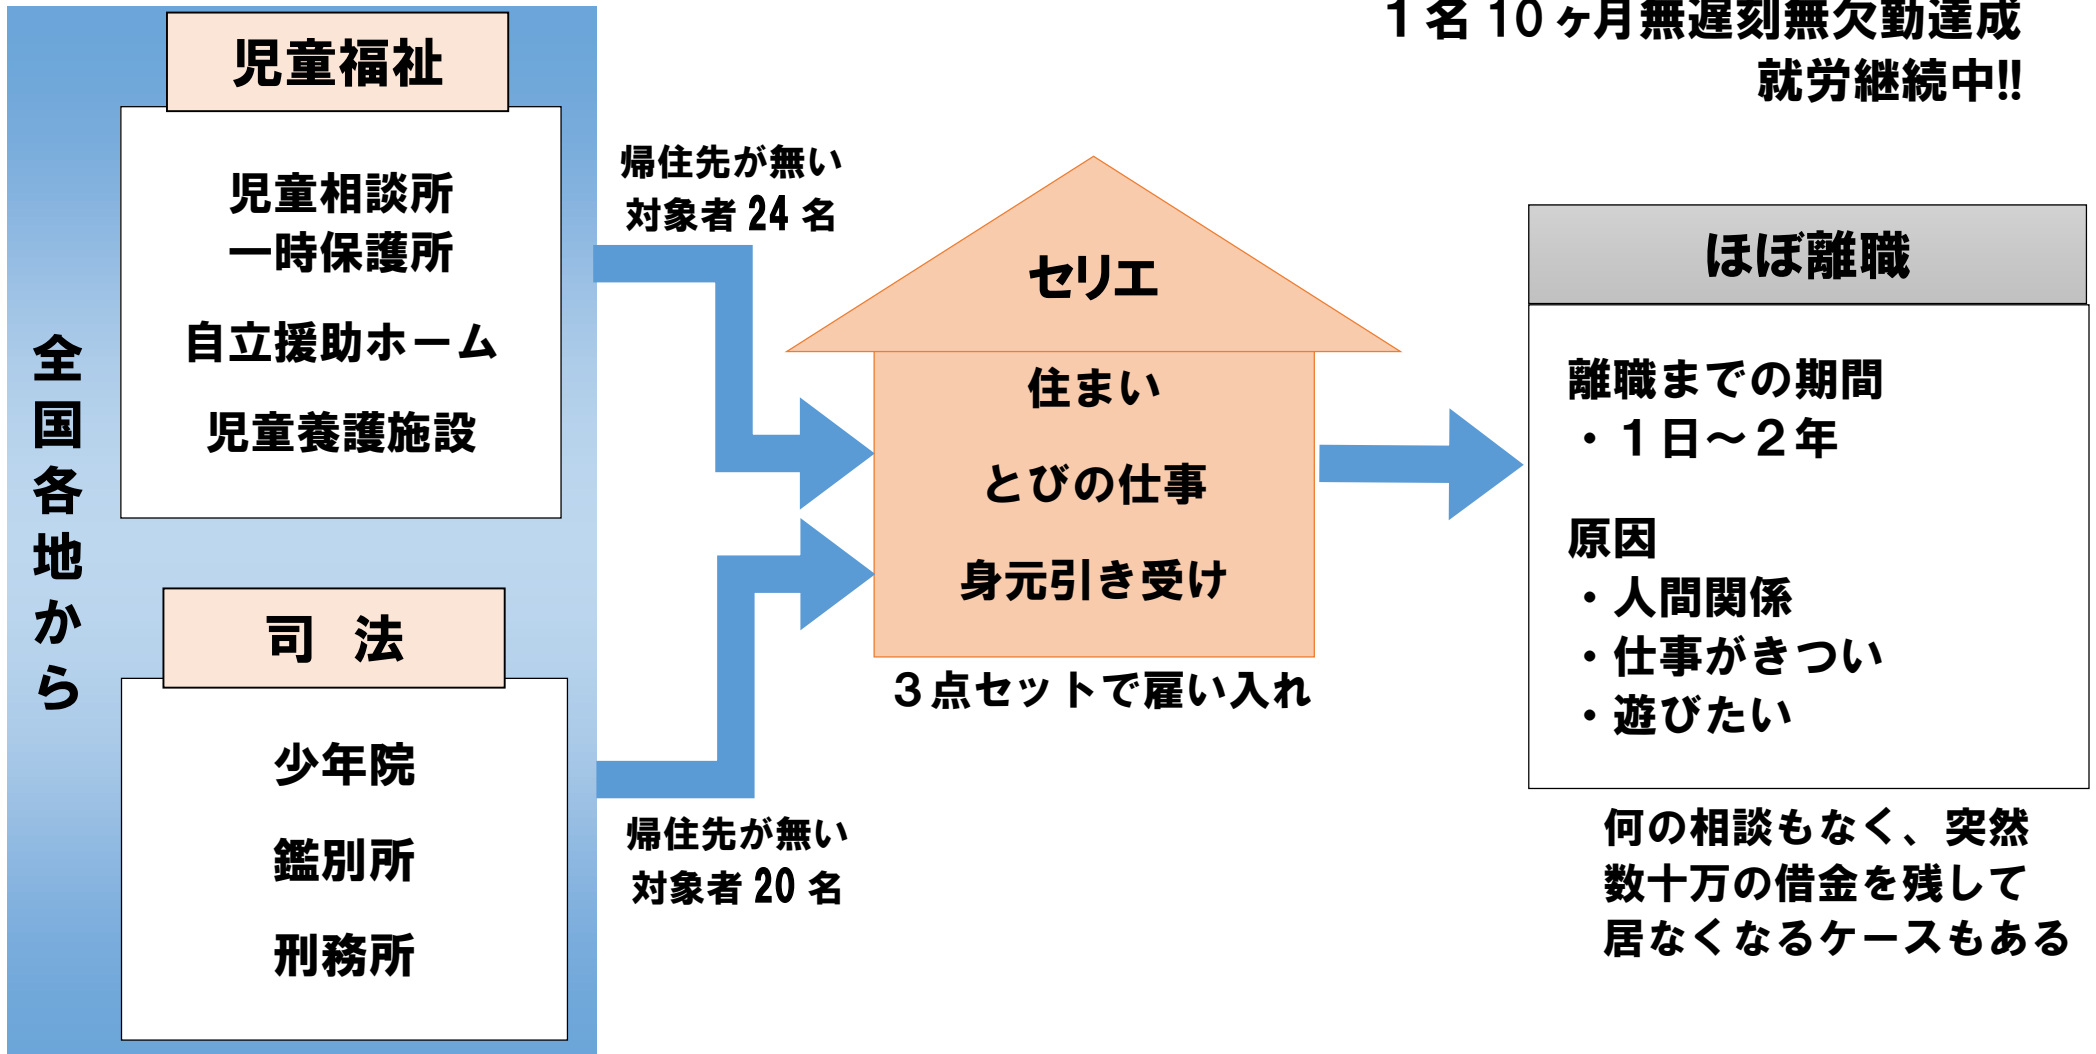 全国各地から
児童福祉
児童相談所
一時保護所
自立援助ホーム
児童養護施設
司 法
少年院
鑑別所
刑務所
帰住先が無い
対象者 24 名
帰住先が無い
対象者 20 名
セリエ
住まい
とびの仕事
身元引き受け
３点セットで雇い入れ
１名 10 ヶ月無遅刻無欠勤達成
就労継続中!!
ほぼ離職
離職までの期間
・１日～２年
原因
・人間関係
・仕事がきつい
・遊びたい
何の相談もなく、突然
数十万の借金を残して
居なくなるケースもある